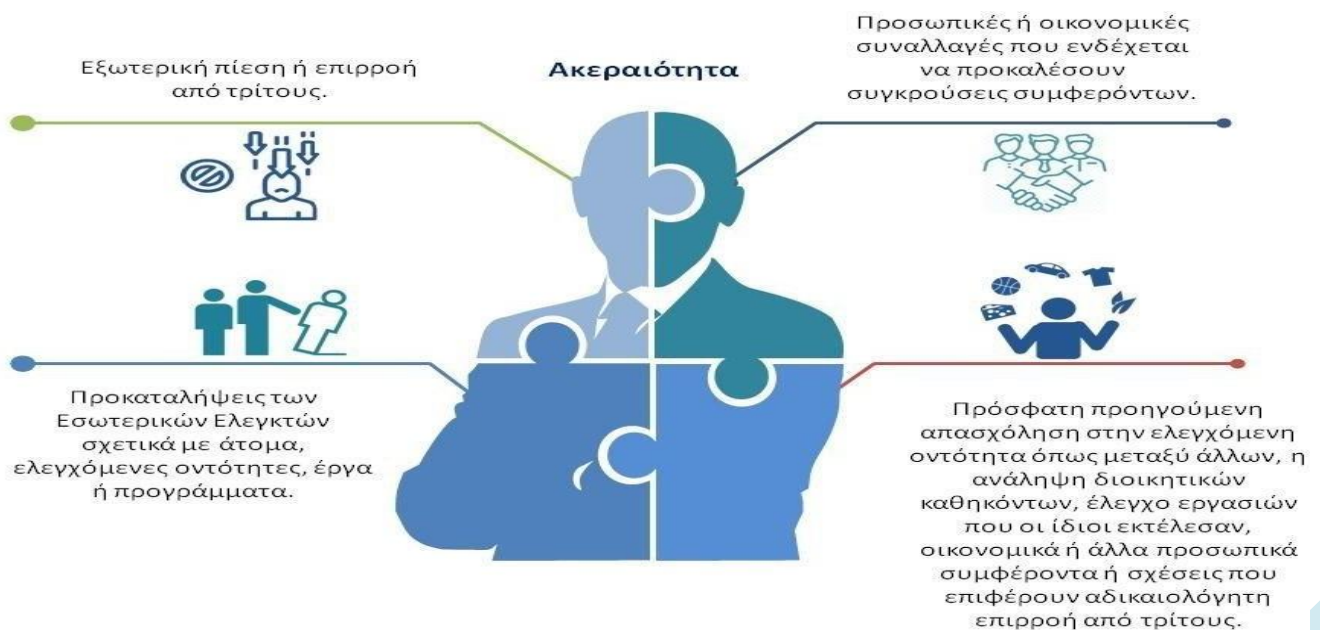 Εξωτερική πίεση ή επιρροή
από τρίτους.
Ακεραιότητα
Προσωπικές ή οικονομικές
συναλλαγές που ενδέχεται
να προκαλέσουν
συγκρούσεις συμφερόντων.
Προκαταλήψεις των
Εσωτερικών Ελεγκτών
σχετικά με άτομα,
ελεγχόμενες οντότητες, έργα
ή προγράμματα.
Πρόσφατη προηγούμενη
απασχόληση στην ελεγχόμενη
οντότητα όπως μεταξύ άλλων, η
ανάληψη διοικητικών
καθηκόντων, έλεγχο εργασιών
που οι ίδιοι εκτέλεσαν,
οικονομικά ή άλλα προσωπικά
συμφέροντα ή σχέσεις που
επιφέρουν αδικαιολόγητη
επιρροή από τρίτους.